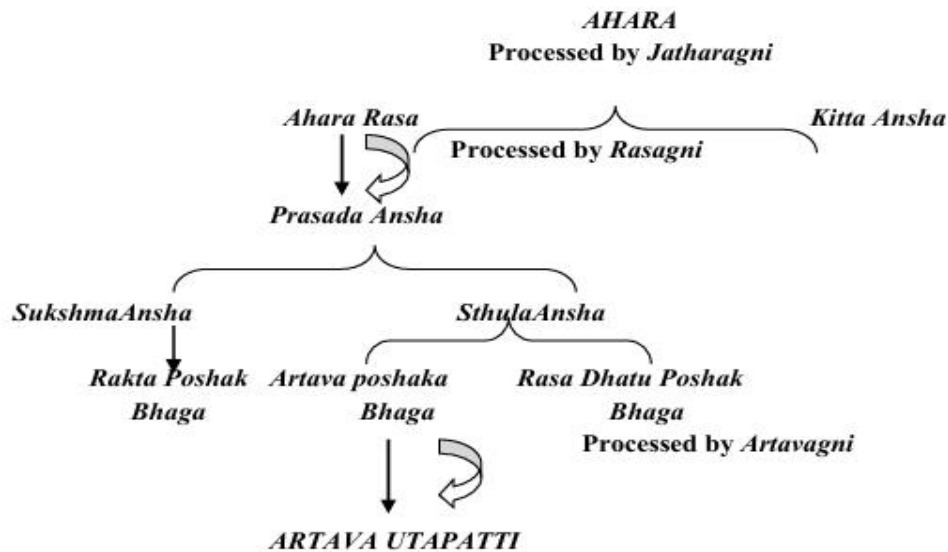 AHARA
Processed by Jatharagni
Ahara Rasa
Kitta Ansha
Processed by Rasagni
Prasada Ansha
SukshmaAnsha
SthulaAnsha
Rakta Poshak
Bhaga
Artava poshaka
Bhaga
Rasa Dhatu Poshak
Bhaga
Processed by Artavagni
ARTAVA UTAPATTI